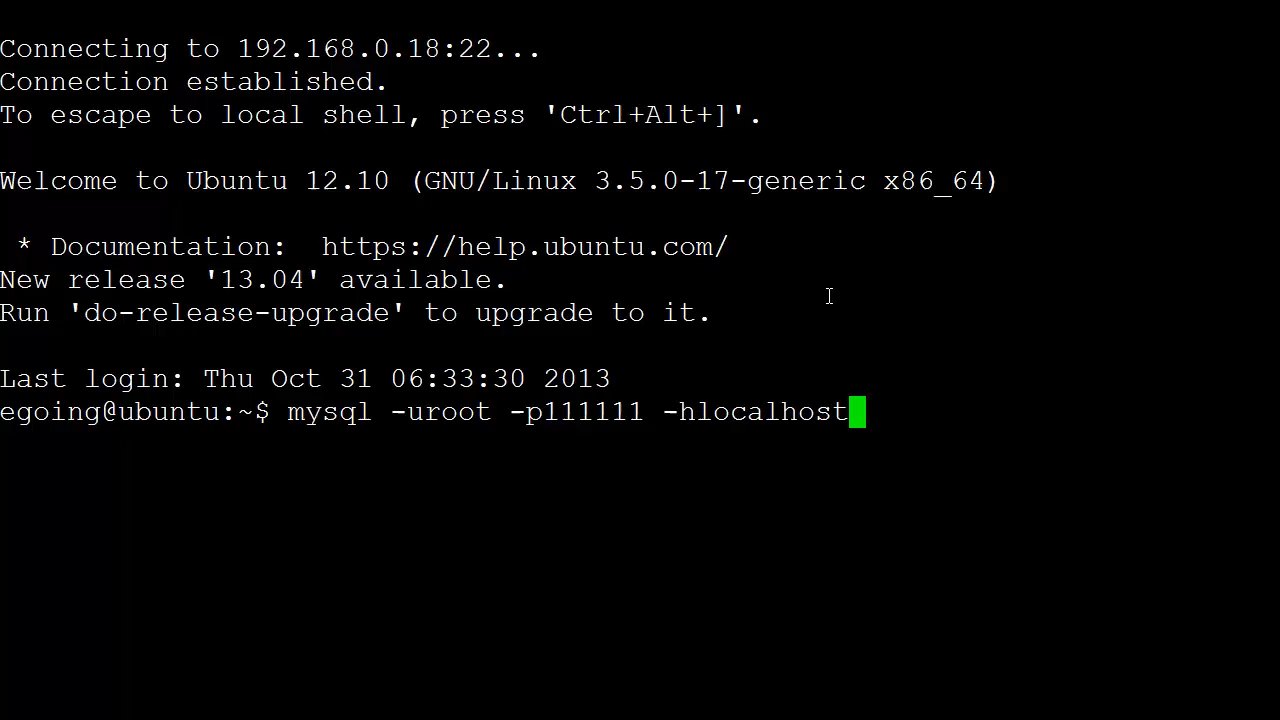 Connecting to 192.168.0.18:22...
Connection established.
To escape to local shell, press 'Ctrl+Alt+]'.
Welcome to Ubuntu 12.10 (GNU/Linux 3.5.0-17-generic x86_64)
* Documentation:  https://help.ubuntu.com/
New release '13.04' available.
Run 'do-release-upgrade' to upgrade to it.
Last login: Thu Oct 31 06:33:30 2013
egoing@ubuntu:~$ mysql -uroot -p111111 -hlocalhost